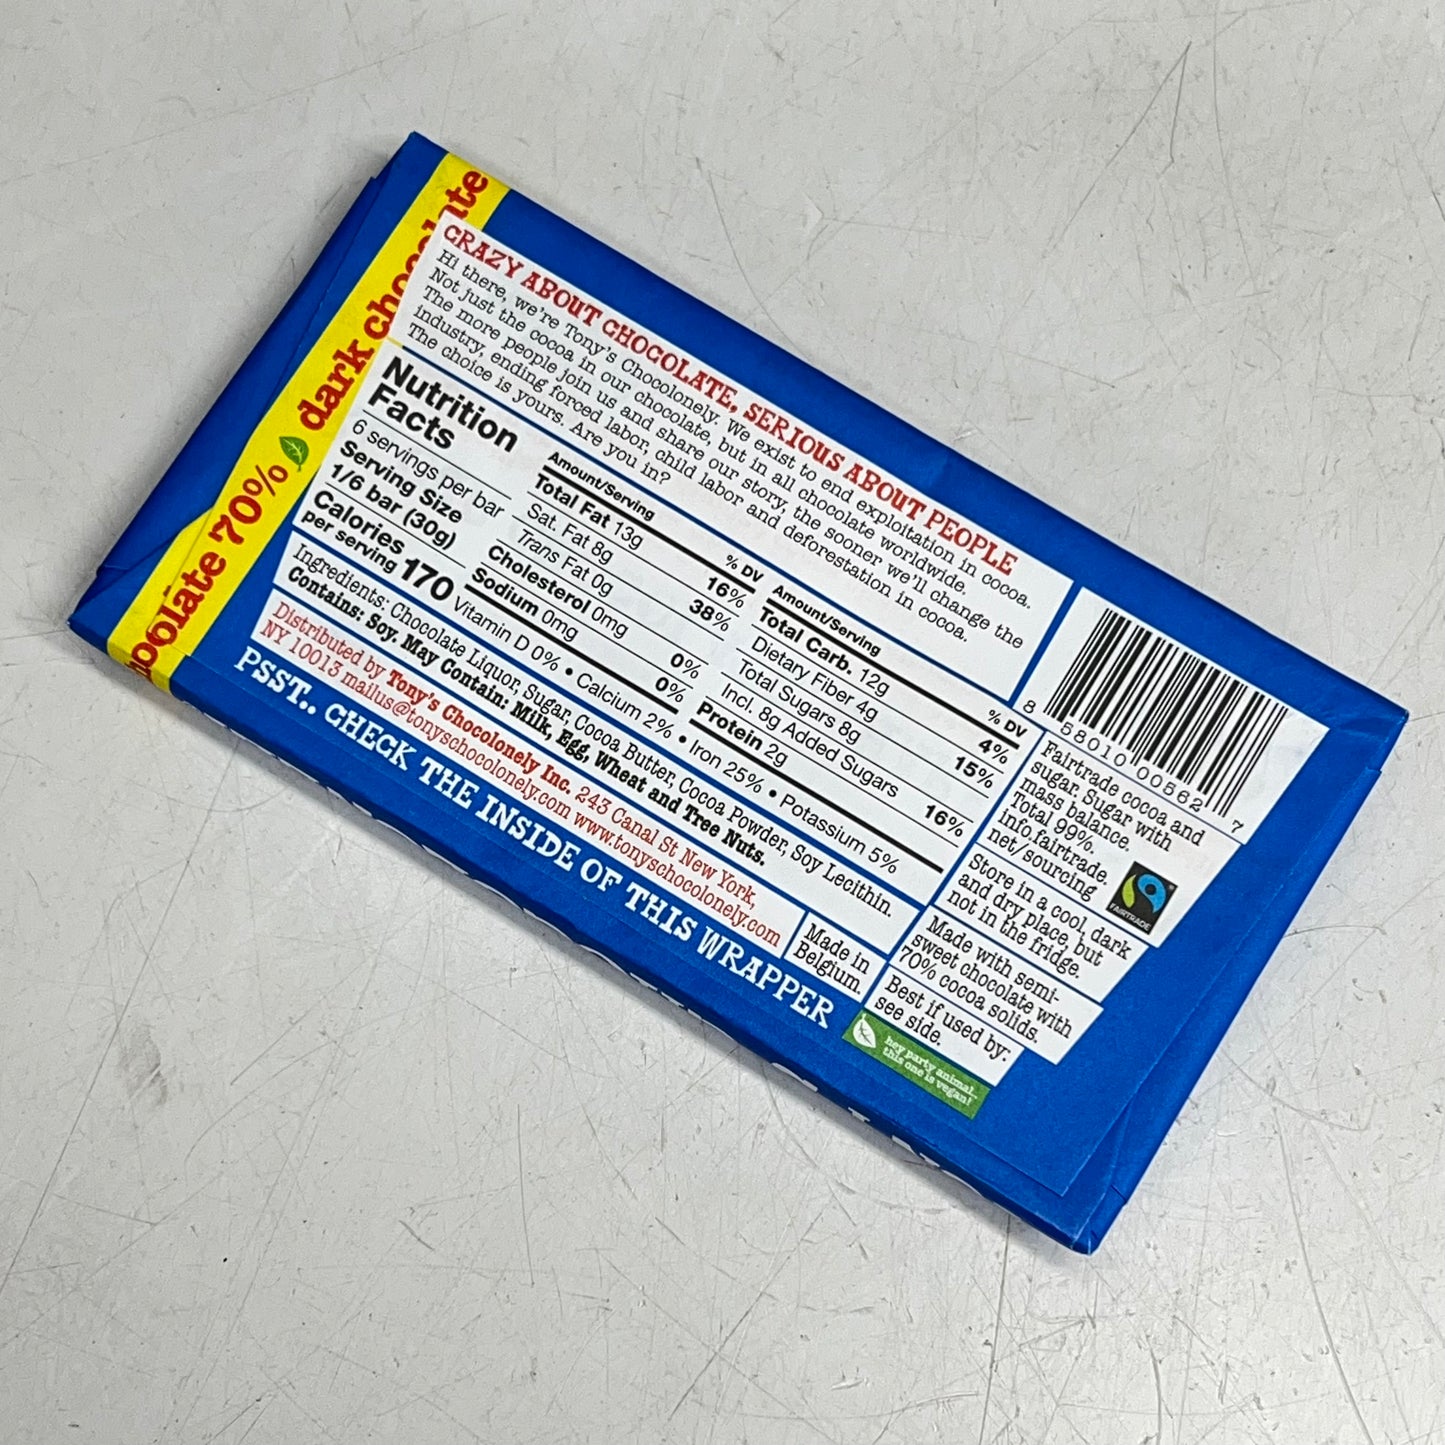 dark chocolate
chocolate 70%
CRAZY ABOUT CHOCOLATE, SERIOUS ABOUT PEOPLE
Hi there, we're Tony's Chocolonely. We exist to end exploitation in cocoa.
Not just the cocoa in our chocolate, but in all chocolate worldwide.
The more people join us and share our story, the sooner we'll change the
industry, ending forced labor, child labor and deforestation in cocoa.
The choice is yours. Are you in?
Nutrition
Facts
6 servings per bar
Serving Size
1/6 bar (30g)
Calories
per serving 170
Amount/Serving % DV
Total Fat 13g 16%
Sat. Fat 8g 38%
Trans Fat 0g
Cholesterol 0mg 0%
Sodium 0mg 0%
Amount/Serving % DV
Total Carb. 12g 4%
Dietary Fiber 4g 15%
Total Sugars 8g
Incl. 8g Added Sugars 16%
Protein 2g
Vitamin D 0% • Calcium 2% • Iron 25% • Potassium 5%
Ingredients: Chocolate Liquor, Sugar, Cocoa Butter, Cocoa Powder, Soy Lecithin.
Contains: Soy. May Contain: Milk, Egg, Wheat and Tree Nuts.
Distributed by Tony's Chocolonely Inc. 243 Canal St New York,
NY 10013 mailus@tonyschocolonely.com www.tonyschocolonely.com
Made in
Belgium.
PSST.. CHECK THE INSIDE OF THIS WRAPPER
8 58010 00562 7
Fairtrade cocoa and
sugar. Sugar with
mass balance.
Total 99%.
info.fairtrade.
net/sourcing
FAIRTRADE
Store in a cool, dark
and dry place, but
not in the fridge.
Made with semi-
sweet chocolate with
70% cocoa solids.
Best if used by:
see side.
hey party animal..
this one is vegan!